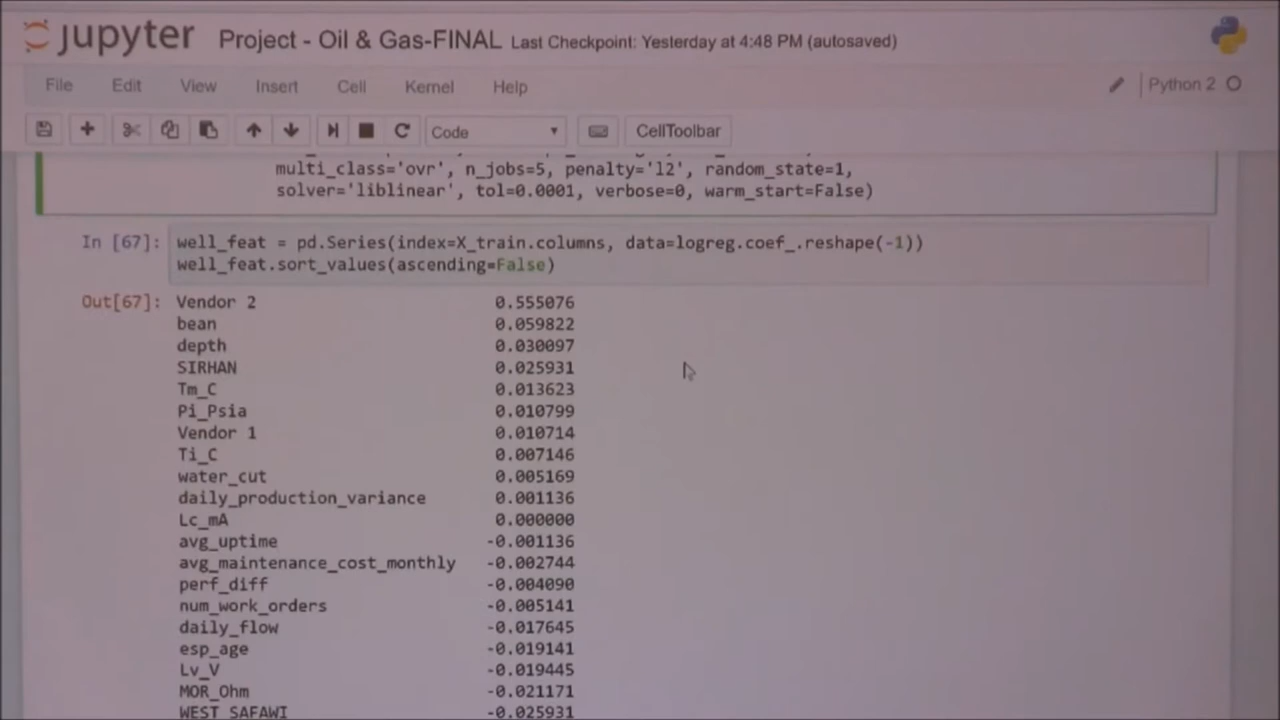 jupyter Project - Oil & Gas-FINAL Last Checkpoint: Yesterday at 4:48 PM (autosaved)
File Edit View Insert Cell Kernel Help Python 2
Code CellToolbar
multi_class='ovr', n_jobs=5, penalty='l2', random_state=1,
solver='liblinear', tol=0.0001, verbose=0, warm_start=False)
In [67]: well_feat = pd.Series(index=X_train.columns, data=logreg.coef_.reshape(-1))
well_feat.sort_values(ascending=False)
Out[67]: Vendor 2 0.555076
bean 0.059822
depth 0.030097
SIRHAN 0.025931
Tm_C 0.013623
Pi_Psia 0.010799
Vendor 1 0.010714
Ti_C 0.007146
water_cut 0.005169
daily_production_variance 0.001136
Lc_mA 0.000000
avg_uptime -0.001136
avg_maintenance_cost_monthly -0.002744
perf_diff -0.004090
num_work_orders -0.005141
daily_flow -0.017645
esp_age -0.019141
Lv_V -0.019445
MOR_Ohm -0.021171
WEST SAFAWI -0.025931